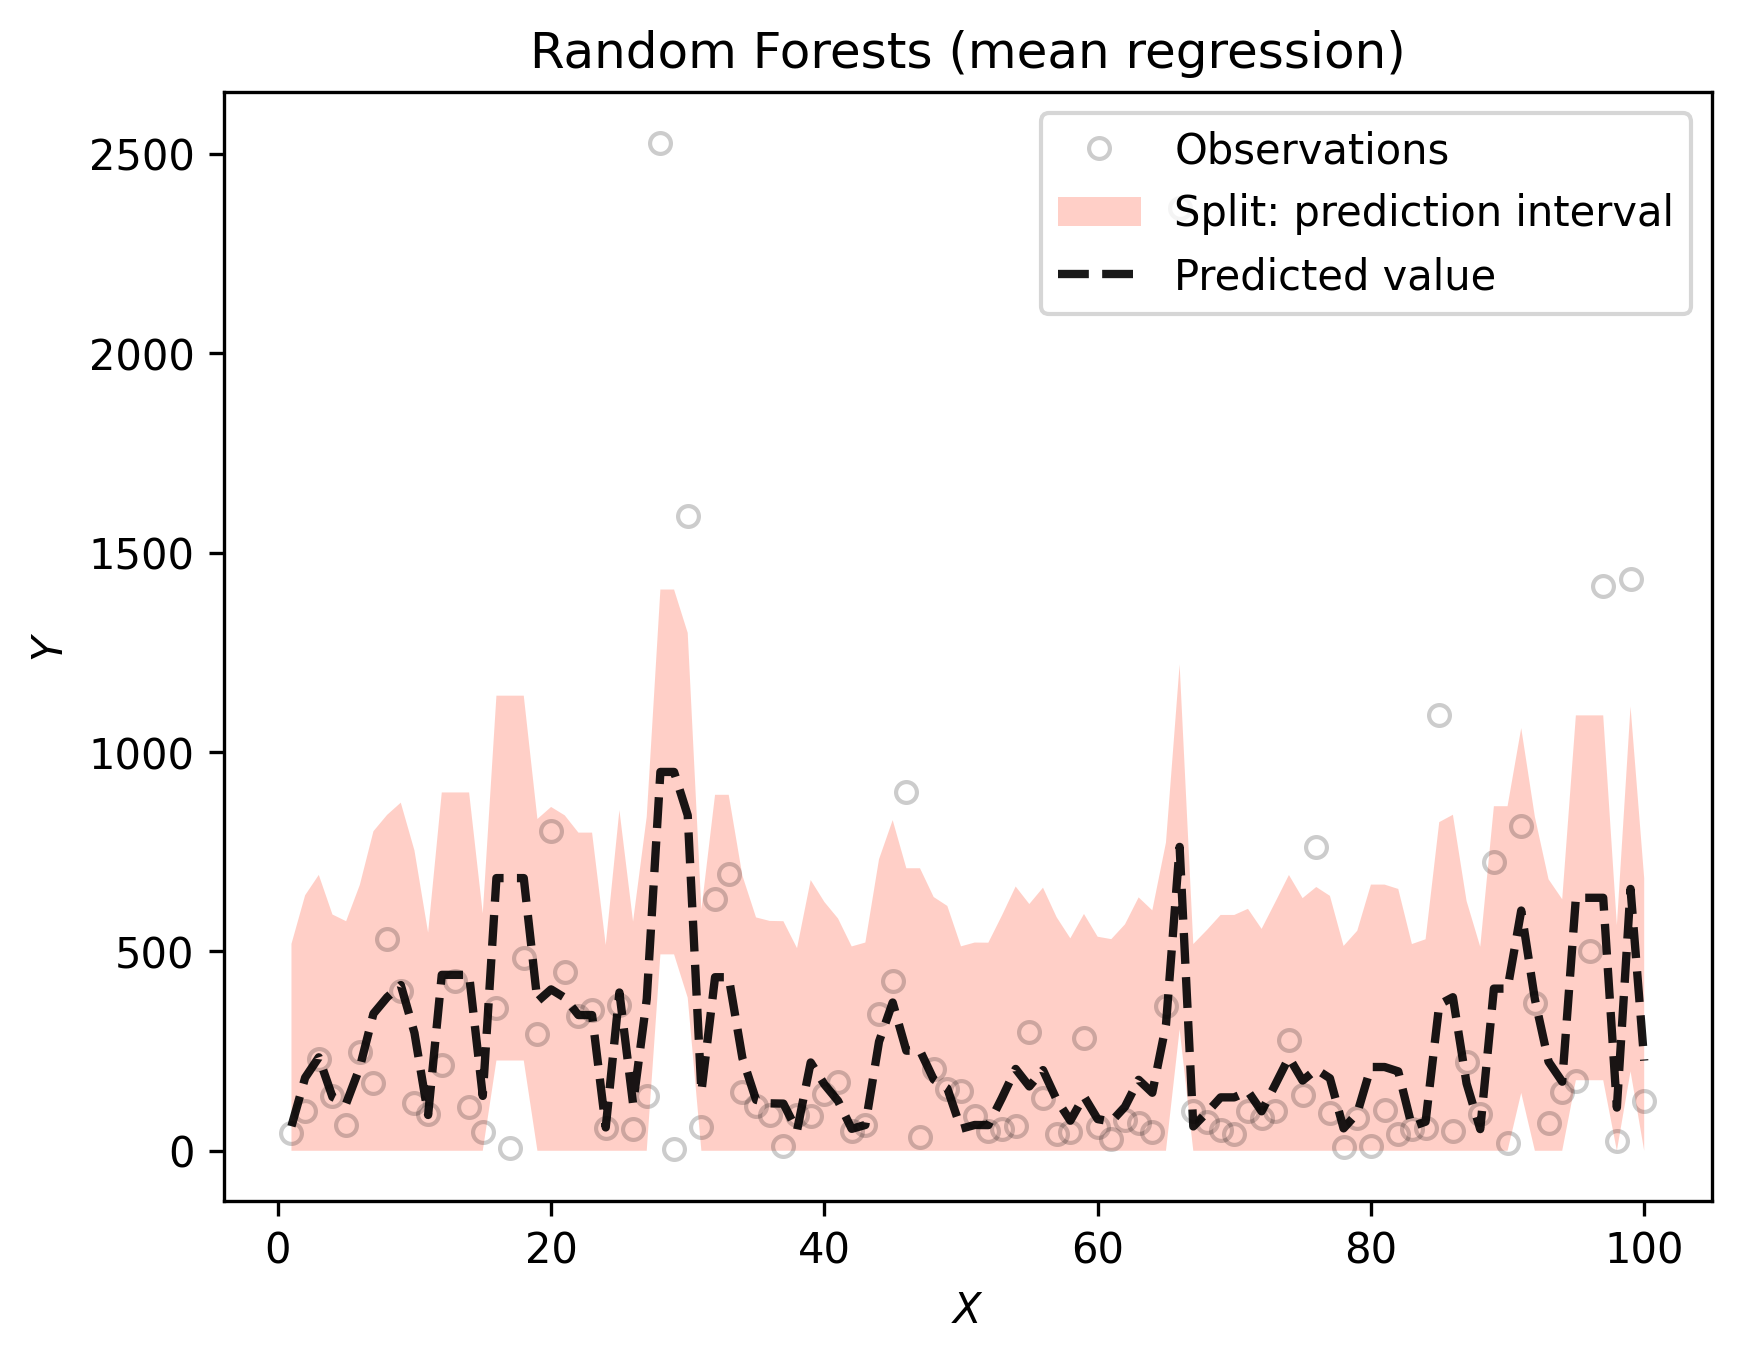 Random Forests (mean regression)
Observations
Split: prediction interval
Predicted value
2500
2000
1500
1000
500
0
Y
0 20 40 60 80 100
X